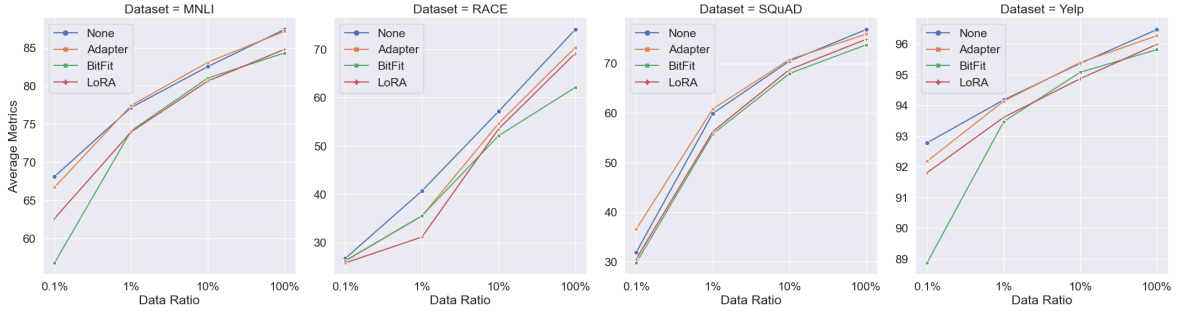 Dataset = MNLI
Average Metrics
85
80
75
70
65
60
None
Adapter
BitFit
LoRA
0.1%
1%
10%
100%
Data Ratio
Dataset = RACE
70
60
50
40
30
None
Adapter
BitFit
LoRA
0.1%
1%
10%
100%
Data Ratio
Dataset = SQuAD
70
60
50
40
30
None
Adapter
BitFit
LoRA
0.1%
1%
10%
100%
Data Ratio
Dataset = Yelp
96
95
94
93
92
91
90
89
None
Adapter
BitFit
LoRA
0.1%
1%
10%
100%
Data Ratio